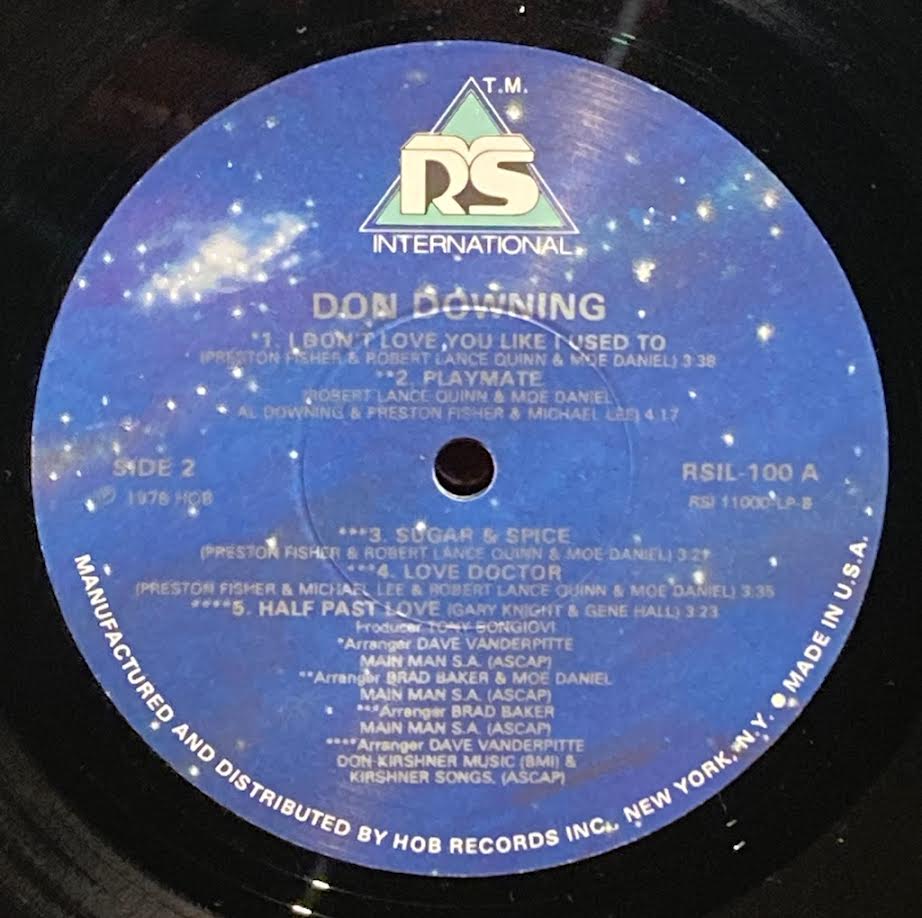 T.M.
RS
INTERNATIONAL
DON DOWNING
*1. I DON'T LOVE YOU LIKE I USED TO
(PRESTON FISHER & ROBERT LANCE QUINN & MOE DANIEL) 3:38
**2. PLAYMATE
(ROBERT LANCE QUINN & MOE DANIEL
AL DOWNING & PRESTON FISHER & MICHAEL LEE) 4.17
SIDE 2
RSIL-100 A
℗ 1978 HOB
RSI 11000-LP-B
***3. SUGAR & SPICE
(PRESTON FISHER & ROBERT LANCE QUINN & MOE DANIEL)
***4. LOVE DOCTOR
(PRESTON FISHER & MICHAEL LEE & ROBERT LANCE QUINN & MOE DANIEL) 3:35
****5. HALF PAST LOVE (GARY KNIGHT & GENE HALL) 3:23
Producer TONY BONGIOVI
*Arranger DAVE VANDERPITTE
MAIN MAN S.A. (ASCAP)
**Arranger BRAD BAKER & MOE DANIEL
MAIN MAN S.A. (ASCAP)
***Arranger BRAD BAKER
MAIN MAN S.A. (ASCAP)
****Arranger DAVE VANDERPITTE
DON KIRSHNER MUSIC (BMI) &
KIRSHNER SONGS. (ASCAP)
MANUFACTURED AND DISTRIBUTED BY HOB RECORDS INC., NEW YORK, N.Y. ● MADE IN U.S.A.